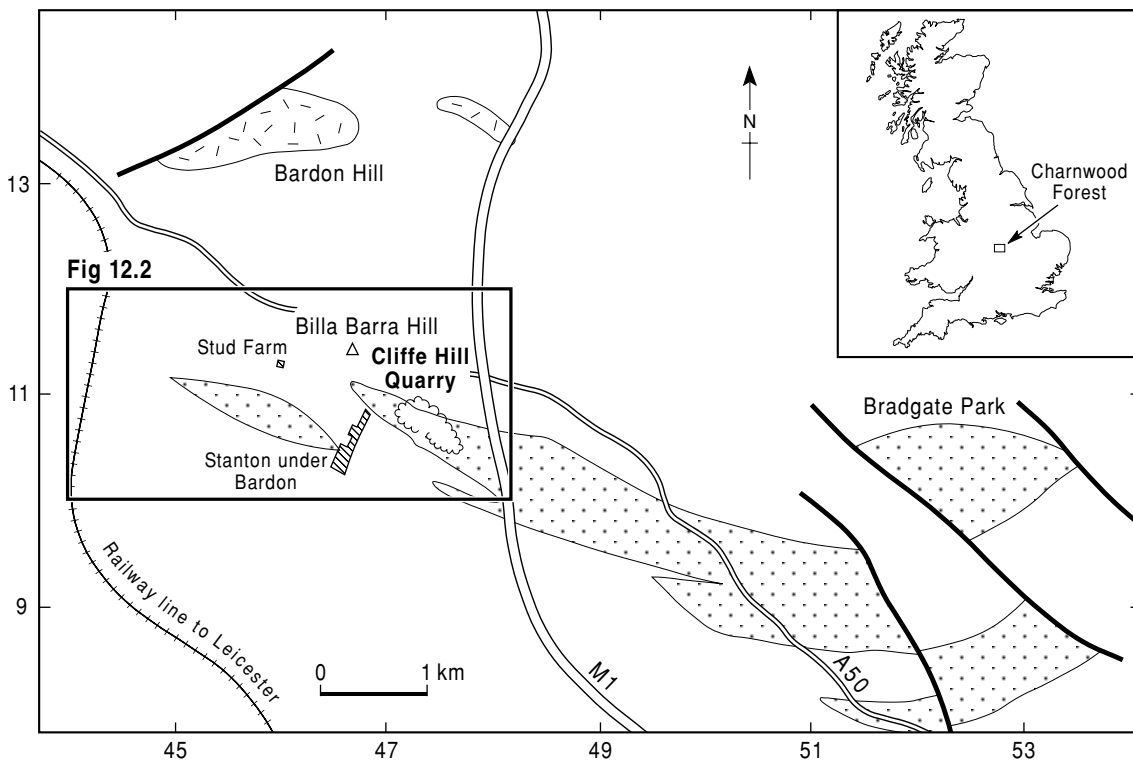 N
Charnwood
Forest
13
Bardon Hill
Fig 12.2
Billa Barra Hill
Stud Farm
Cliffe Hill
Quarry
11
Bradgate Park
Stanton under
Bardon
Railway line to Leicester
9
0 1 km
M1
A50
45 47 49 51 53